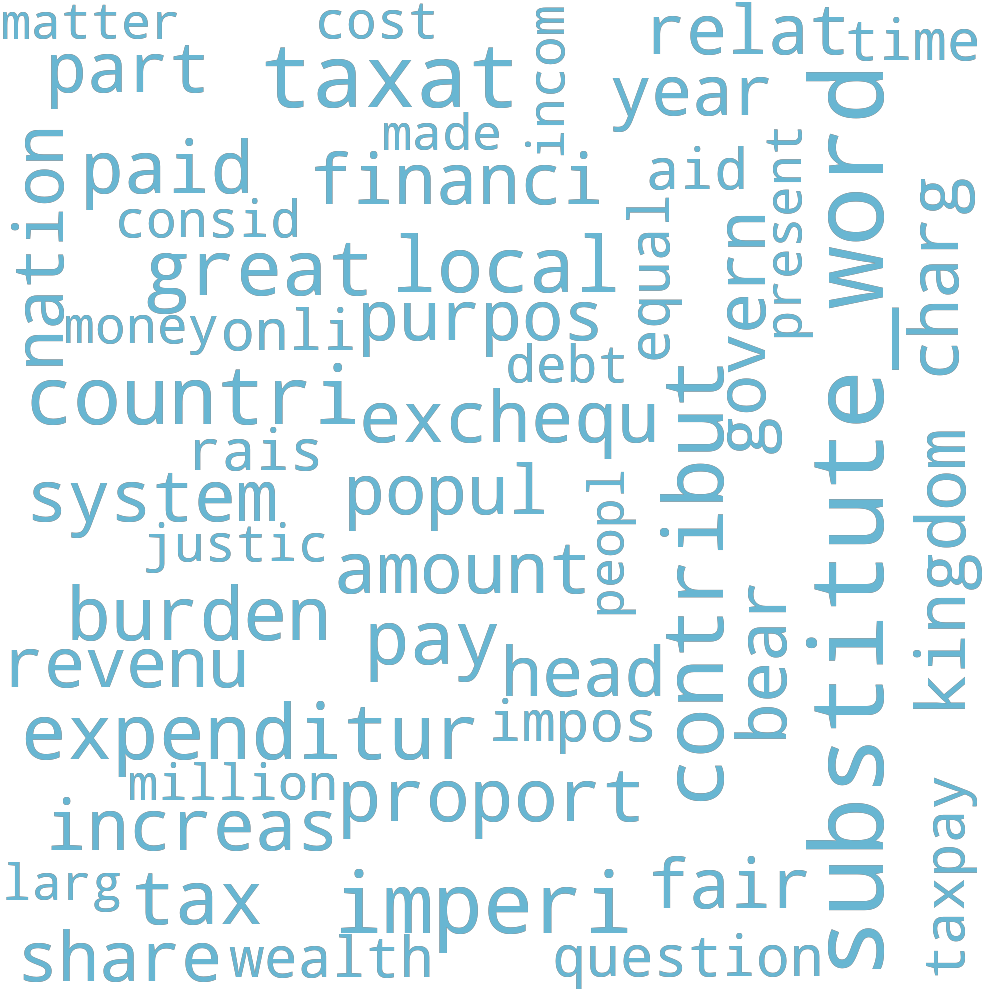 matter
cost
incom
relat
time
part
taxat
year
made
nation
paid
financi
aid
present
substitute_word
consid
equal
charg
great
local
govern
money
onli
purpos
debt
countri
exchequ
contribut
rais
system
popul
peopl
kingdom
justic
amount
burden
pay
bear
revenu
head
expenditur
impos
million
proport
increas
taxpay
larg
tax
imperi
fair
share
wealth
question